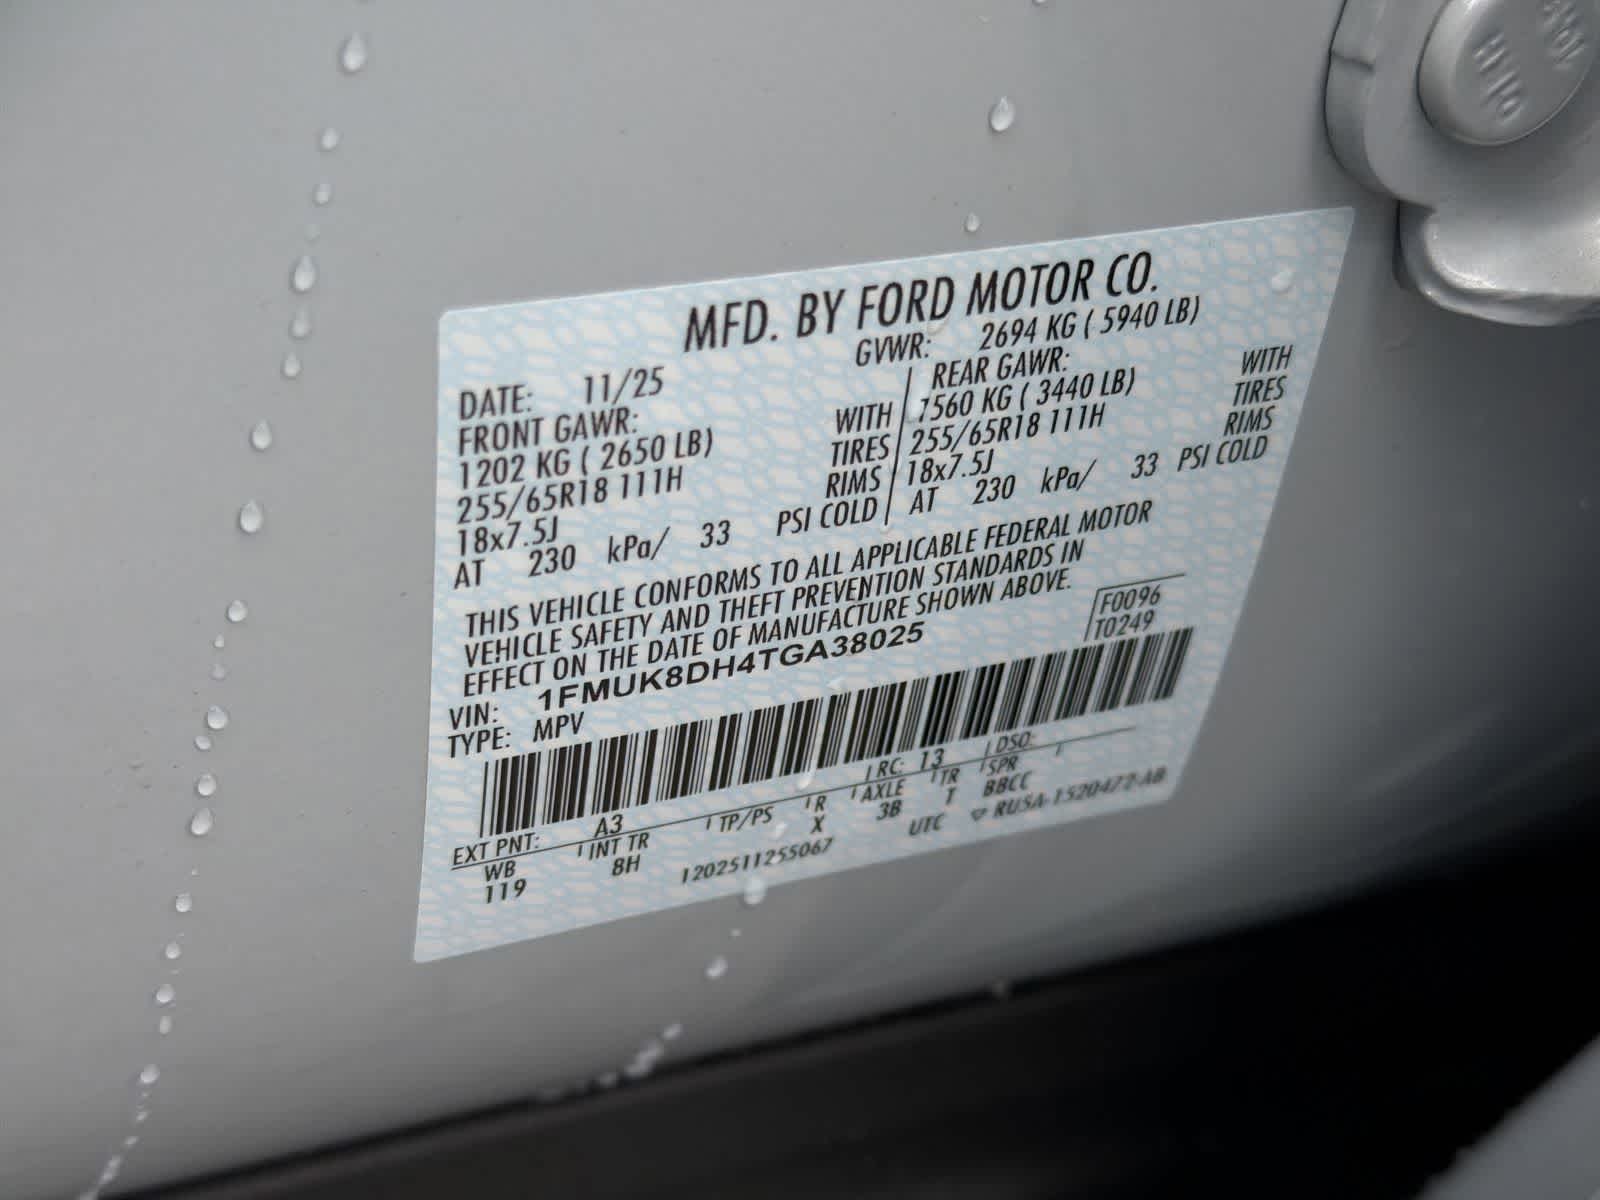 MFD. BY FORD MOTOR CO.
DATE: 11/25 GVWR: 2694 KG ( 5940 LB)
FRONT GAWR: REAR GAWR:
1202 KG ( 2650 LB) WITH 1560 KG ( 3440 LB) WITH
255/65R18 111H TIRES 255/65R18 111H TIRES
18x7.5J RIMS 18x7.5J RIMS
AT 230 kPa/ 33 PSI COLD AT 230 kPa/ 33 PSI COLD
THIS VEHICLE CONFORMS TO ALL APPLICABLE FEDERAL MOTOR
VEHICLE SAFETY AND THEFT PREVENTION STANDARDS IN
EFFECT ON THE DATE OF MANUFACTURE SHOWN ABOVE.
F0096
T0249
VIN: 1FMUK8DH4TGA38025
TYPE: MPV
EXT PNT: A3 RC: 13 DSO:
WB INT TR TP/PS R AXLE TR SPR
119 8H X 3B T BBCC
1202511255067 UTC